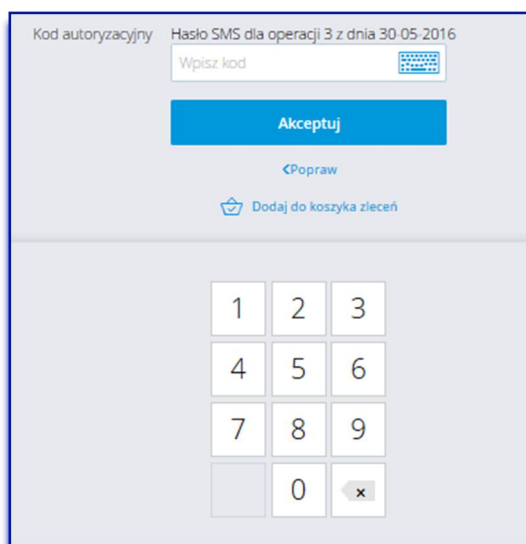 Kod autoryzacyjny Hasło SMS dla operacji 3 z dnia 30-05-2016
Wpisz kod
Akceptuj
<Popraw
Dodaj do koszyka zleceń
1 2 3
4 5 6
7 8 9
0 x